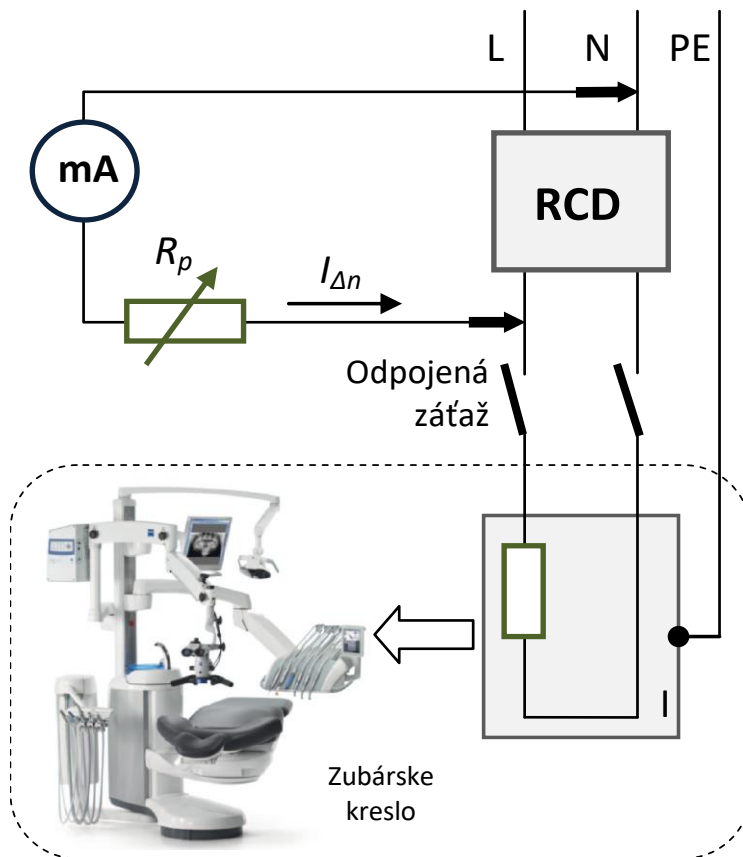 L N PE
mA
RCD
Rp
IΔn
Odpojená
záťaž
I
Zubárske
kreslo